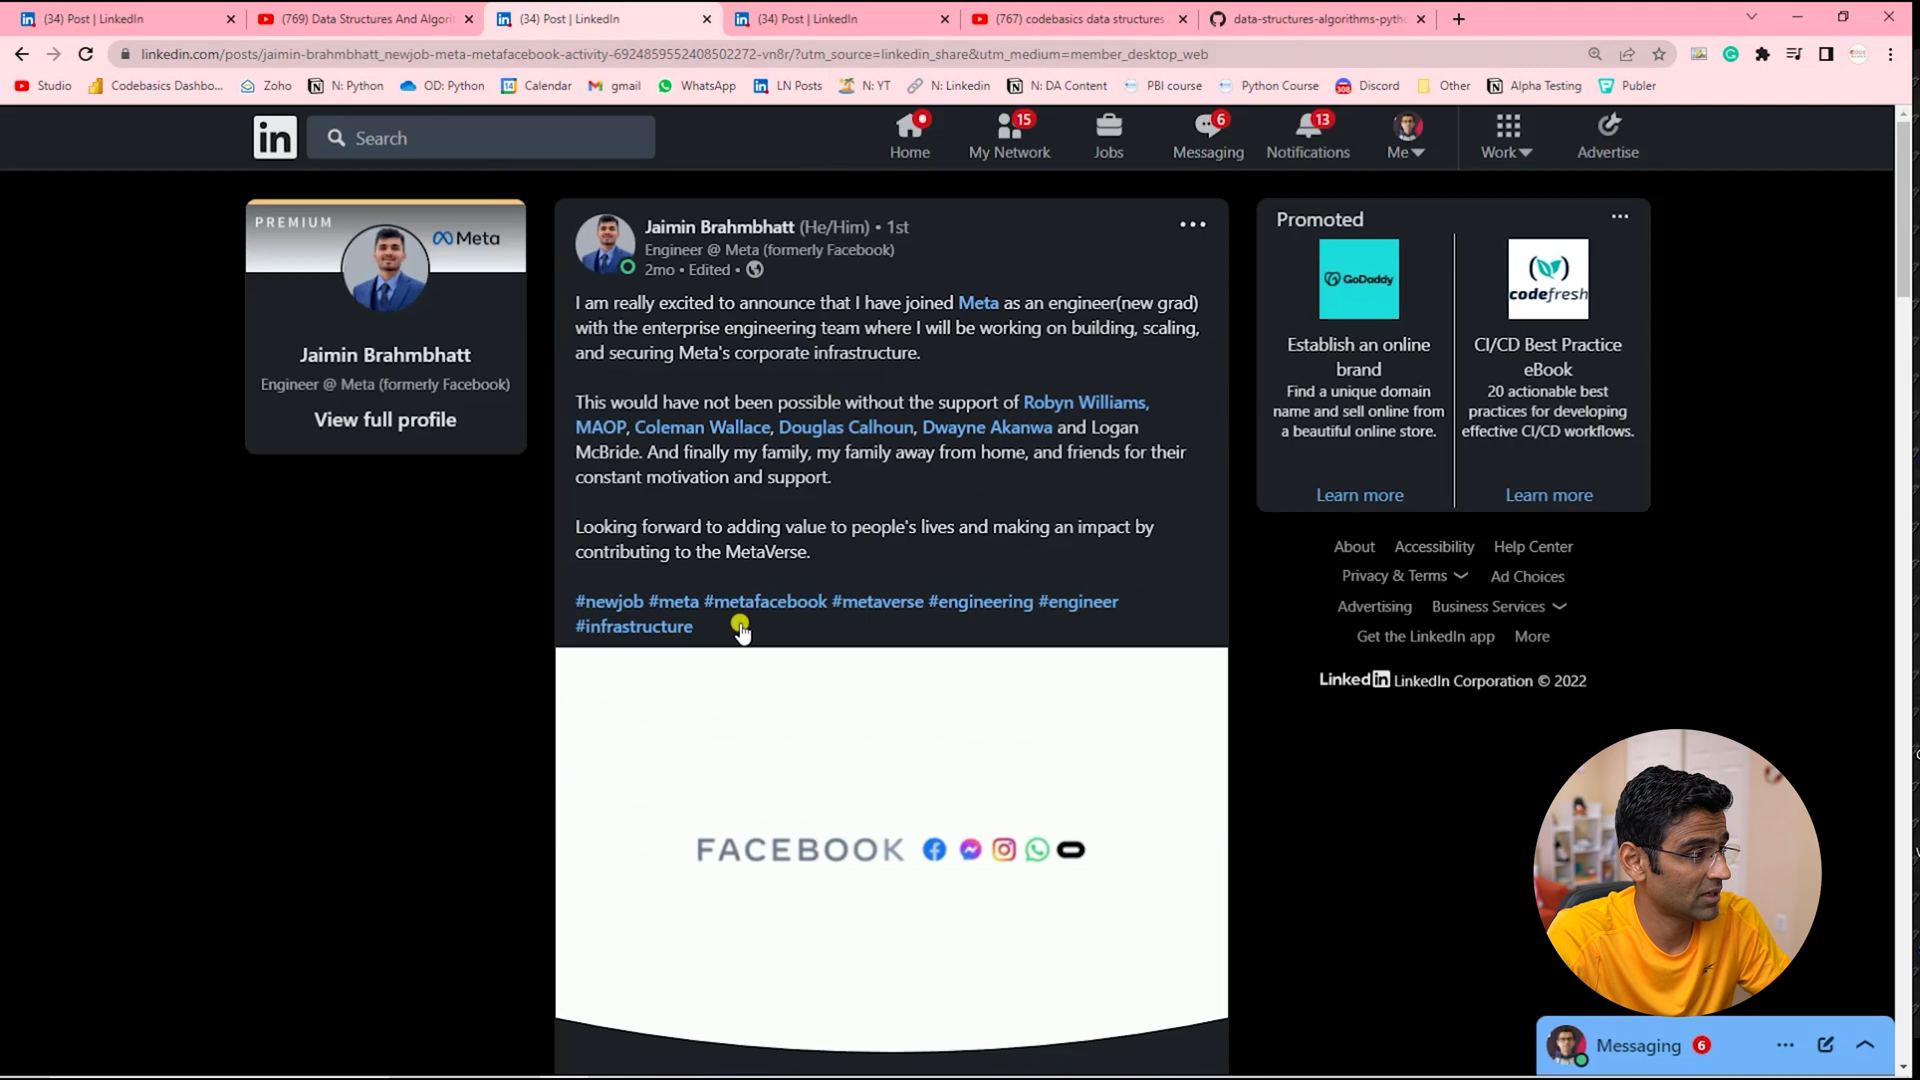 (34) Post | LinkedIn
(769) Data Structures And Algorit
(34) Post | LinkedIn
(34) Post | LinkedIn
(767) codebasics data structures
data-structures-algorithms-pytho
linkedin.com/posts/jaimin-brahmbhatt_newjob-meta-metafacebook-activity-6924859552408502272-vn8r/?utm_source=linkedin_share&utm_medium=member_desktop_web
Studio
Codebasics Dashbo...
Zoho
N: Python
OD: Python
Calendar
gmail
WhatsApp
LN Posts
N: YT
N: Linkedin
N: DA Content
PBI course
Python Course
Discord
Other
Alpha Testing
Publer
in
Search
Home
15
My Network
Jobs
6
Messaging
13
Notifications
Me
Work
Advertise
PREMIUM
Meta
Jaimin Brahmbhatt
Engineer @ Meta (formerly Facebook)
View full profile
Jaimin Brahmbhatt (He/Him) • 1st
Engineer @ Meta (formerly Facebook)
2mo • Edited •
I am really excited to announce that I have joined Meta as an engineer(new grad)
with the enterprise engineering team where I will be working on building, scaling,
and securing Meta's corporate infrastructure.
This would have not been possible without the support of Robyn Williams,
MAOP, Coleman Wallace, Douglas Calhoun, Dwayne Akanwa and Logan
McBride. And finally my family, my family away from home, and friends for their
constant motivation and support.
Looking forward to adding value to people's lives and making an impact by
contributing to the MetaVerse.
#newjob #meta #metafacebook #metaverse #engineering #engineer
#infrastructure
FACEBOOK
Promoted
GoDaddy
Establish an online
brand
Find a unique domain
name and sell online from
a beautiful online store.
Learn more
codefresh
CI/CD Best Practice
eBook
20 actionable best
practices for developing
effective CI/CD workflows.
Learn more
About Accessibility Help Center
Privacy & Terms Ad Choices
Advertising Business Services
Get the LinkedIn app More
LinkedIn LinkedIn Corporation © 2022
Messaging 6